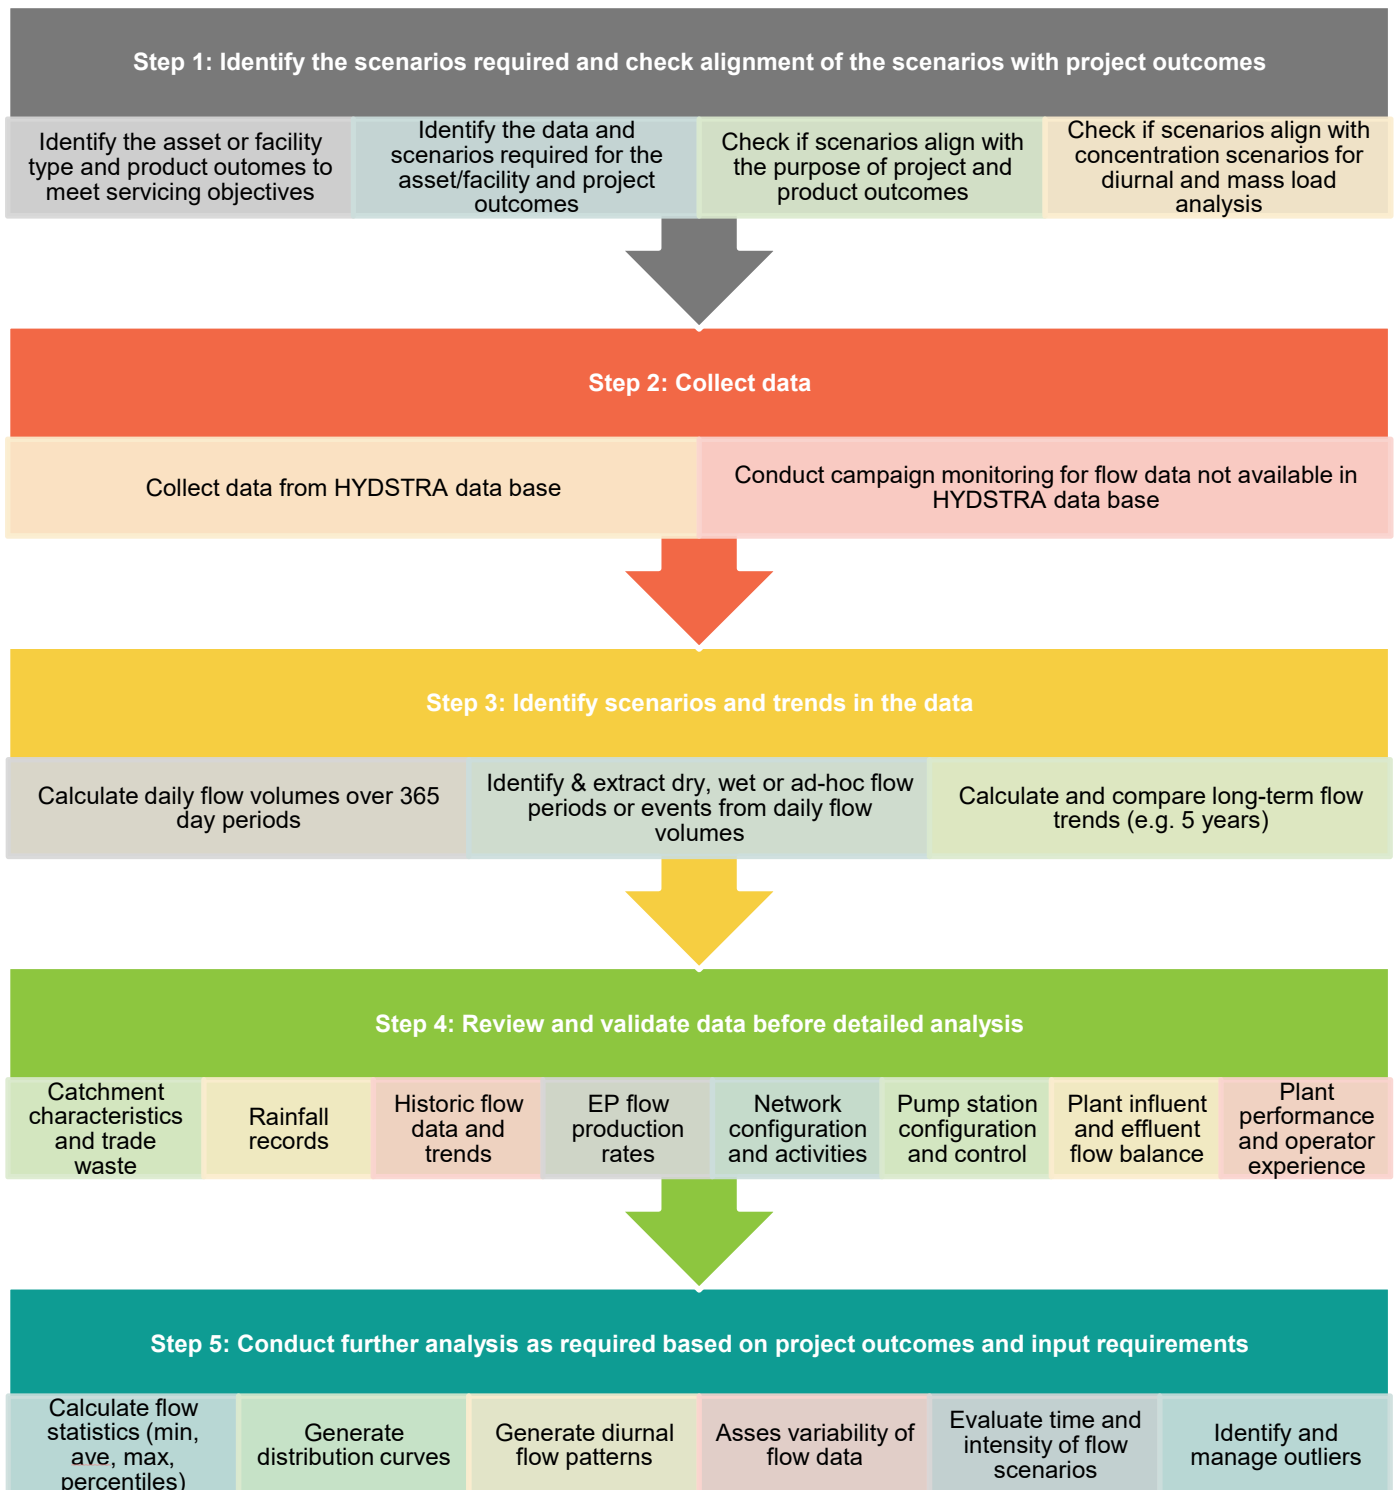 Step 1: Identify the scenarios required and check alignment of the scenarios with project outcomes
Identify the asset or facility
type and product outomes to
meet servicing objectives
Identify the data and
scenarios required for the
asset/facility and project
outcomes
Check if scenarios align with
the purpose of project and
product outcomes
Check if scenarios align with
concentration scenarios for
diurnal and mass load
analysis
Step 2: Collect data
Collect data from HYDSTRA data base
Conduct campaign monitoring for flow data not available in
HYDSTRA data base
Step 3: Identify scenarios and trends in the data
Calculate daily flow volumes over 365
day periods
Identify & extract dry, wet or ad-hoc flow
periods or events from daily flow
volumes
Calculate and compare long-term flow
trends (e.g. 5 years)
Step 4: Review and validate data before detailed analysis
Catchment
characteristics
and trade
waste
Rainfall
records
Historic flow
data and
trends
EP flow
production
rates
Network
configuration
and activities
Pump station
configuration
and control
Plant influent
and effluent
flow balance
Plant
performance
and operator
experience
Step 5: Conduct further analysis as required based on project outcomes and input requirements
Calculate flow
statistics (min,
ave, max,
percentiles)
Generate
distribution curves
Generate diurnal
flow patterns
Asses variability of
flow data
Evaluate time and
intensity of flow
scenarios
Identify and
manage outliers